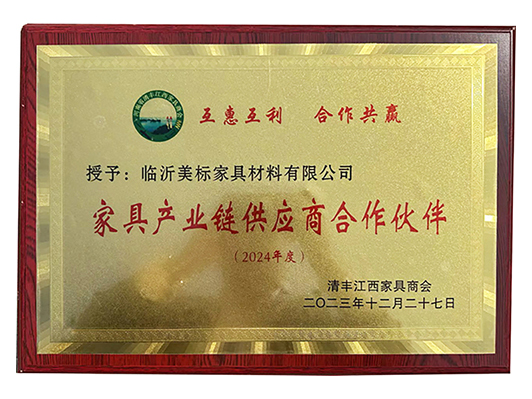 互惠互利 合作共赢
授予：临沂美标家具材料有限公司
家具产业链供应商合作伙伴
（2024年度）
清丰江西家具商会
二〇二三年十二月二十七日